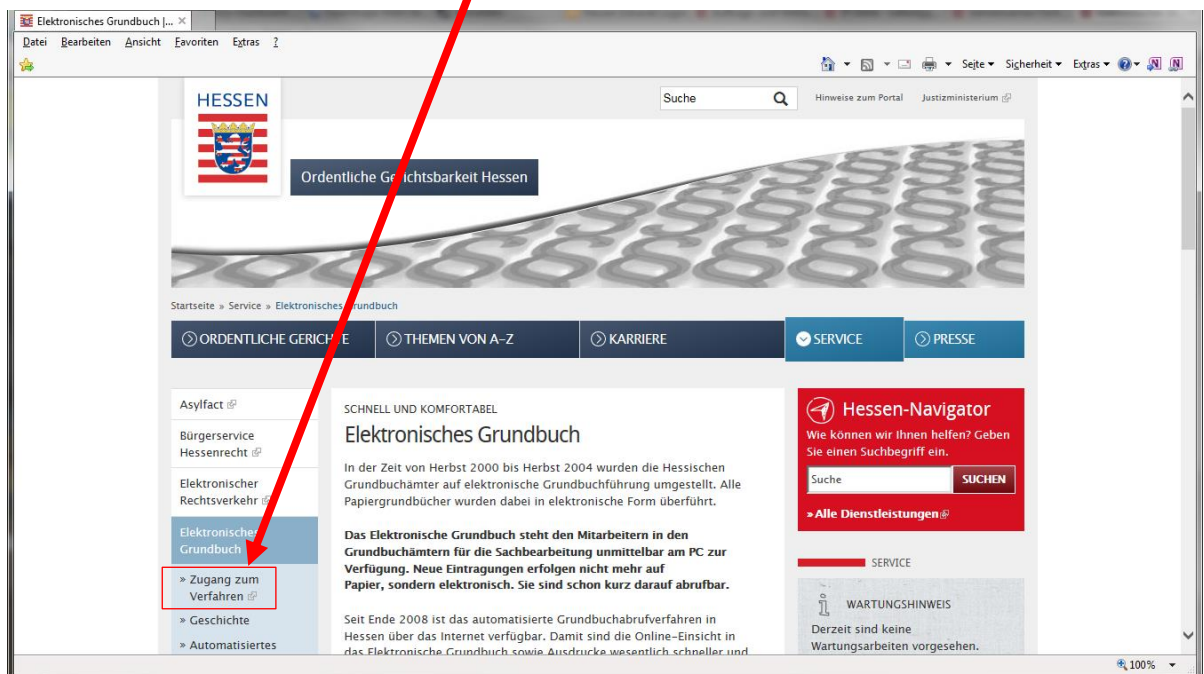 Elektronisches Grundbuch |...
Datei Bearbeiten Ansicht Favoriten Extras ?
Seite Sicherheit Extras
HESSEN
Suche
Hinweise zum Portal Justizministerium
Ordentliche Gerichtsbarkeit Hessen
Startseite » Service » Elektronisches Grundbuch
ORDENTLICHE GERICHTE THEMEN VON A–Z KARRIERE SERVICE PRESSE
Asylfact
Bürgerservice
Hessenrecht
Elektronischer
Rechtsverkehr
Elektronisches
Grundbuch
» Zugang zum
Verfahren
» Geschichte
» Automatisiertes
SCHNELL UND KOMFORTABEL
Elektronisches Grundbuch
In der Zeit von Herbst 2000 bis Herbst 2004 wurden die Hessischen
Grundbuchämter auf elektronische Grundbuchführung umgestellt. Alle
Papiergrundbücher wurden dabei in elektronische Form überführt.
Das Elektronische Grundbuch steht den Mitarbeitern in den
Grundbuchämtern für die Sachbearbeitung unmittelbar am PC zur
Verfügung. Neue Eintragungen erfolgen nicht mehr auf
Papier, sondern elektronisch. Sie sind schon kurz darauf abrufbar.
Seit Ende 2008 ist das automatisierte Grundbuchabrufverfahren in
Hessen über das Internet verfügbar. Damit sind die Online-Einsicht in
das Elektronische Grundbuch sowie Ausdrucke wesentlich schneller und
Hessen-Navigator
Wie können wir Ihnen helfen? Geben
Sie einen Suchbegriff ein.
Suche SUCHEN
» Alle Dienstleistungen
SERVICE
WARTUNGSHINWEIS
Derzeit sind keine
Wartungsarbeiten vorgesehen.
100%